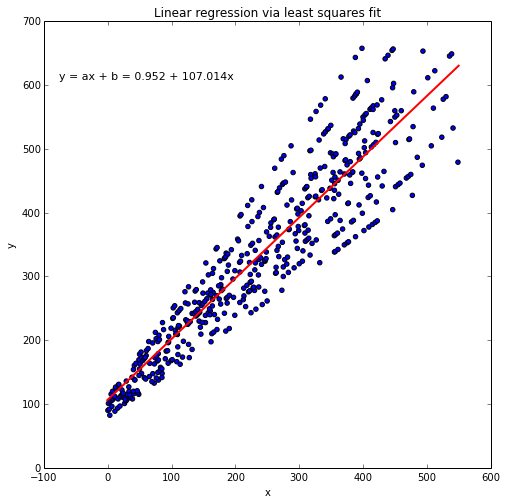 Linear regression via least squares fit
700
y = ax + b = 0.952 + 107.014x
600
500
400
y
300
200
100
0
−100 0 100 200 300 400 500 600
x